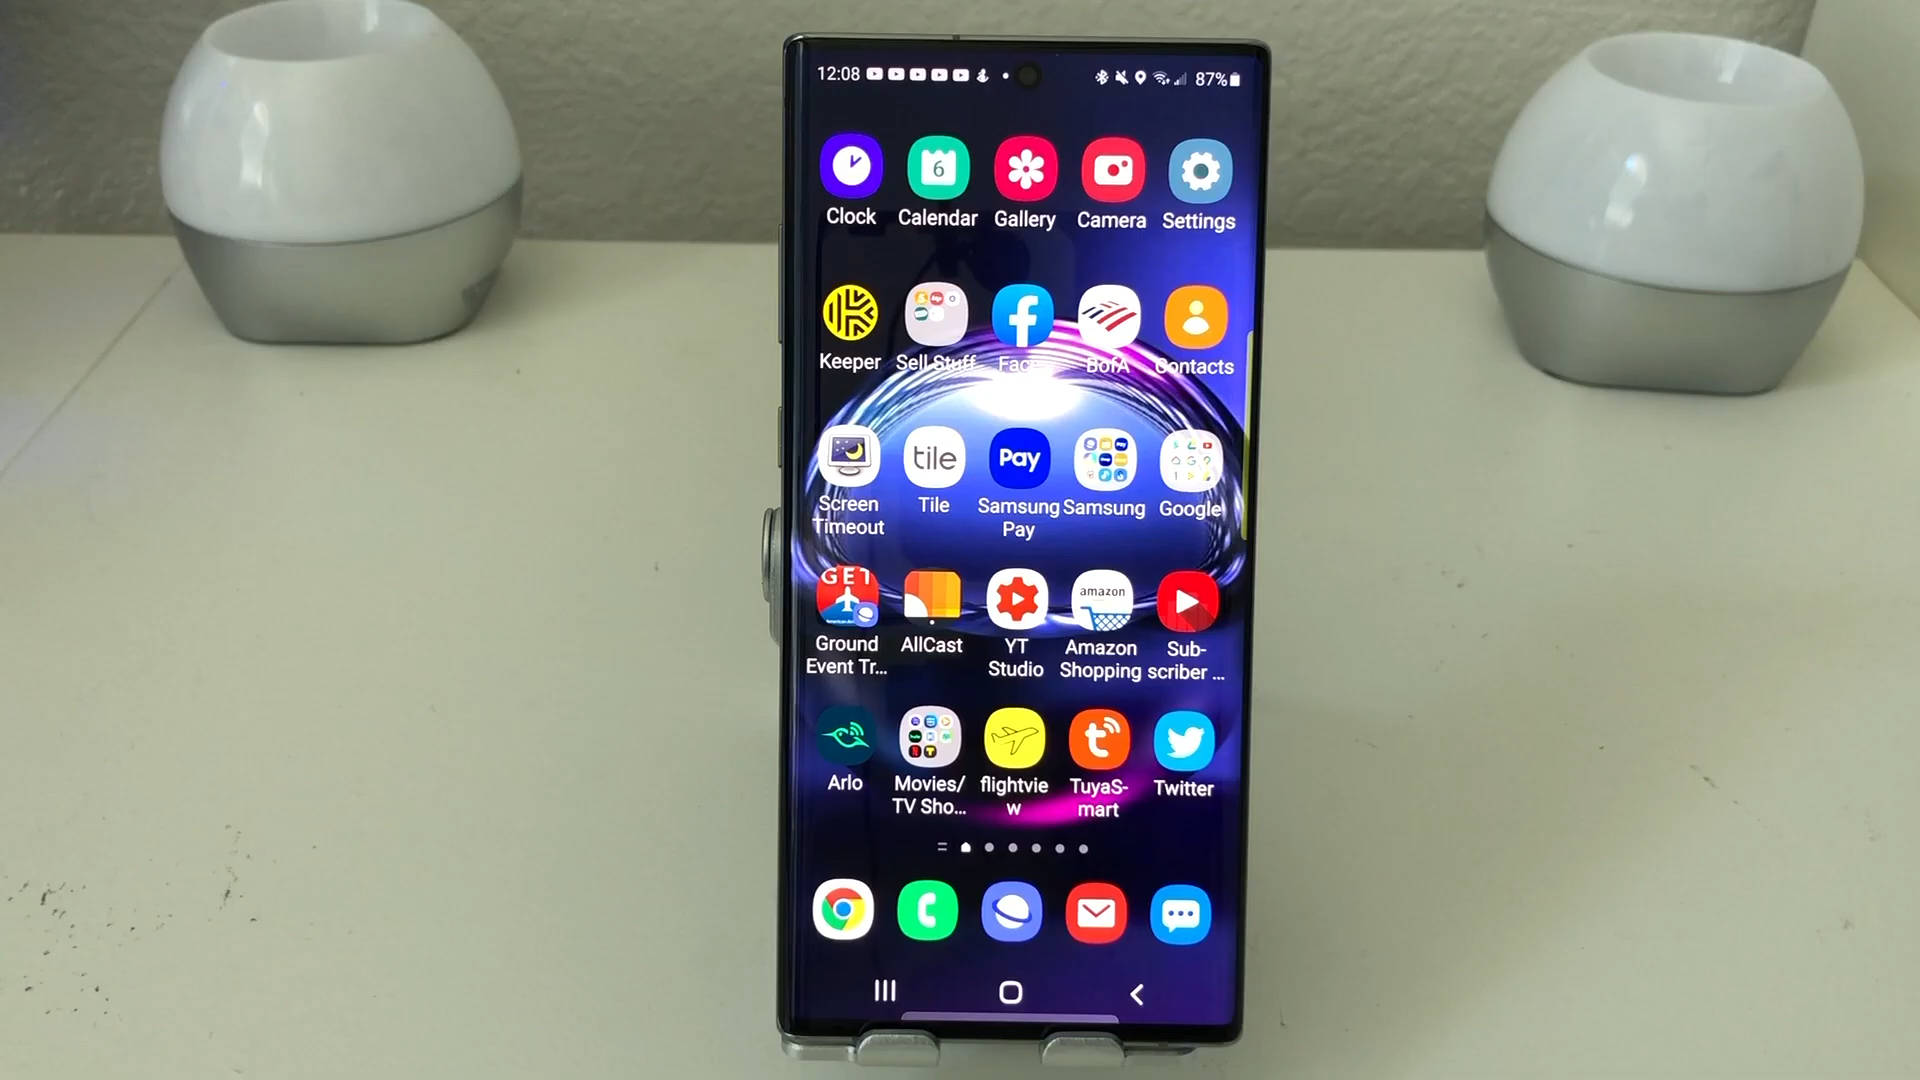 12:08
87%
6
Clock
Calendar
Gallery
Camera
Settings
Keeper
Sell Stuff
Face
BofA
Contacts
tile
Pay
Screen
Timeout
Tile
Samsung
Pay
Samsung
Google
GET
amazon
Ground
Event Tr...
AllCast
YT
Studio
Amazon
Shopping
Sub-
scriber ...
Arlo
Movies/
TV Sho...
flightvie
w
TuyaS-
mart
Twitter